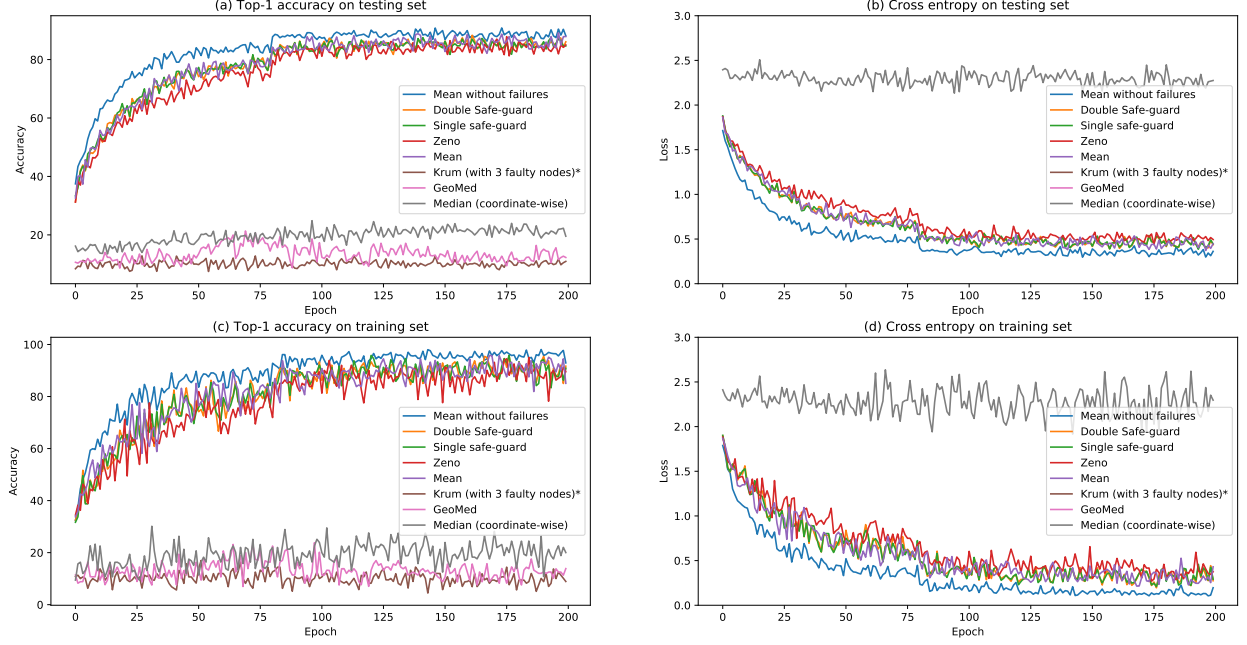 (a) Top-1 accuracy on testing set
Accuracy
80
60
40
20
0 25 50 75 100 125 150 175 200
Epoch
Mean without failures
Double Safe-guard
Single safe-guard
Zeno
Mean
Krum (with 3 faulty nodes)*
GeoMed
Median (coordinate-wise)
(b) Cross entropy on testing set
Loss
3.0
2.5
2.0
1.5
1.0
0.5
0.0
0 25 50 75 100 125 150 175 200
Epoch
Mean without failures
Double Safe-guard
Single safe-guard
Zeno
Mean
Krum (with 3 faulty nodes)*
GeoMed
Median (coordinate-wise)
(c) Top-1 accuracy on training set
Accuracy
100
80
60
40
20
0
0 25 50 75 100 125 150 175 200
Epoch
Mean without failures
Double Safe-guard
Single safe-guard
Zeno
Mean
Krum (with 3 faulty nodes)*
GeoMed
Median (coordinate-wise)
(d) Cross entropy on training set
Loss
3.0
2.5
2.0
1.5
1.0
0.5
0.0
0 25 50 75 100 125 150 175 200
Epoch
Mean without failures
Double Safe-guard
Single safe-guard
Zeno
Mean
Krum (with 3 faulty nodes)*
GeoMed
Median (coordinate-wise)